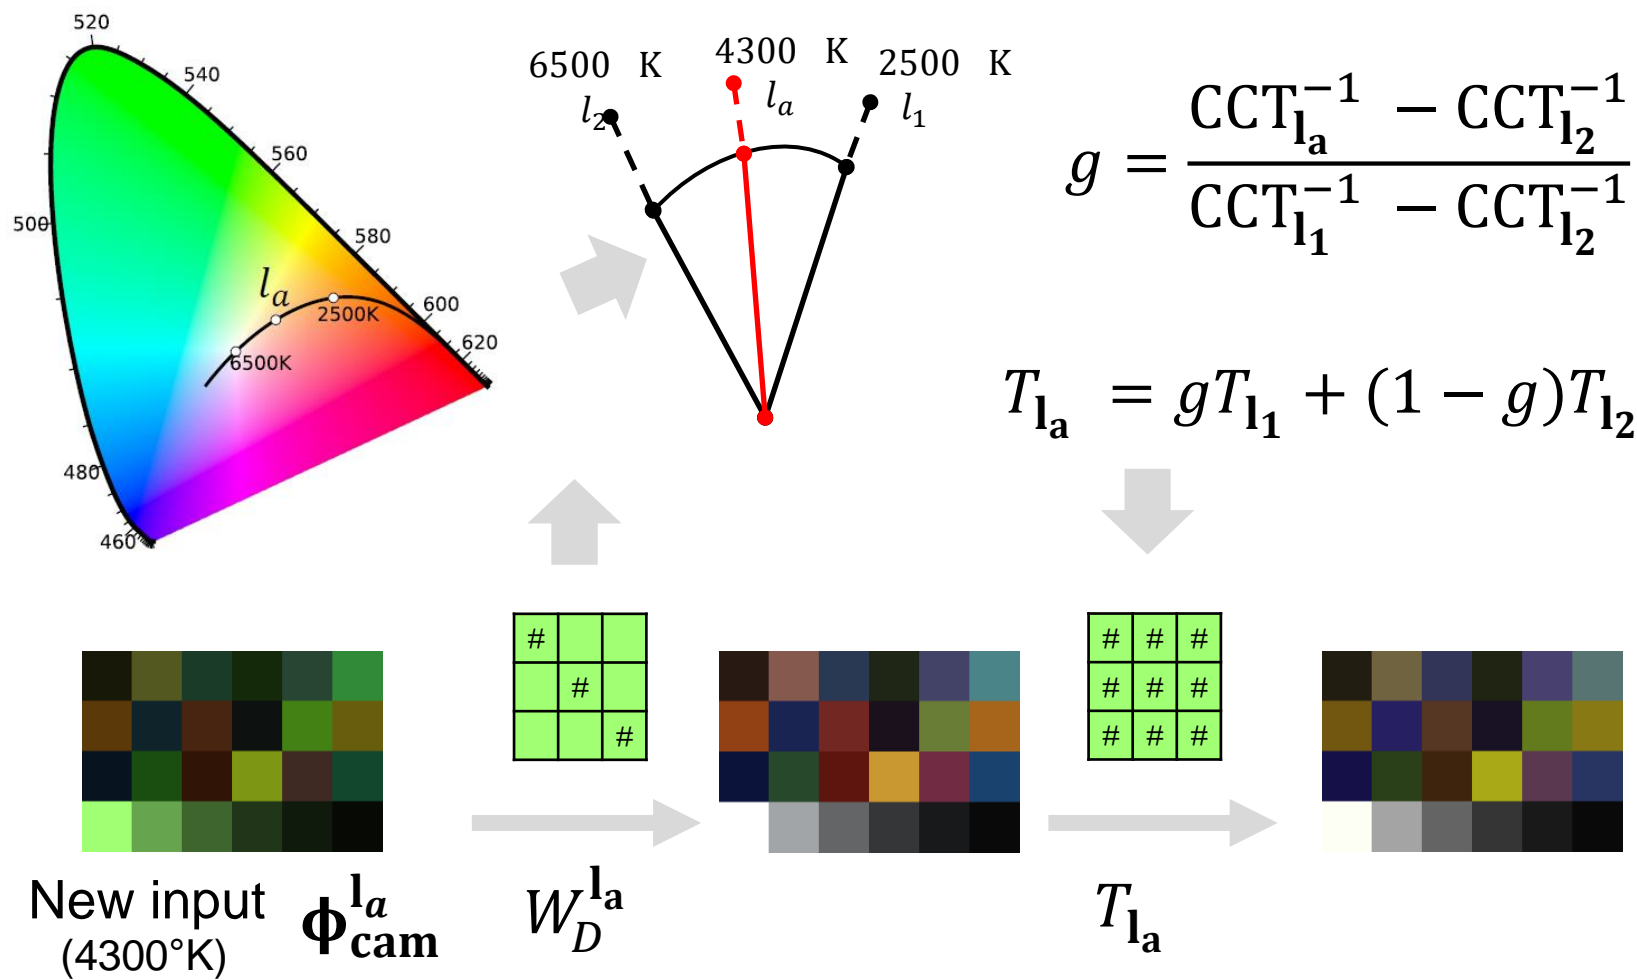 520
540
560
580
600
620
500
480
460
l_a
2500K
6500K
6500 K
4300 K
2500 K
l_2
l_a
l_1
g = \frac{CCT_{l_a}^{-1} - CCT_{l_2}^{-1}}{CCT_{l_1}^{-1} - CCT_{l_2}^{-1}}
T_{l_a} = gT_{l_1} + (1 - g)T_{l_2}
#
#
#
# # #
# # #
# # #
New input
(4300°K)
ϕ_{cam}^{l_a}
W_D^{l_a}
T_{l_a}